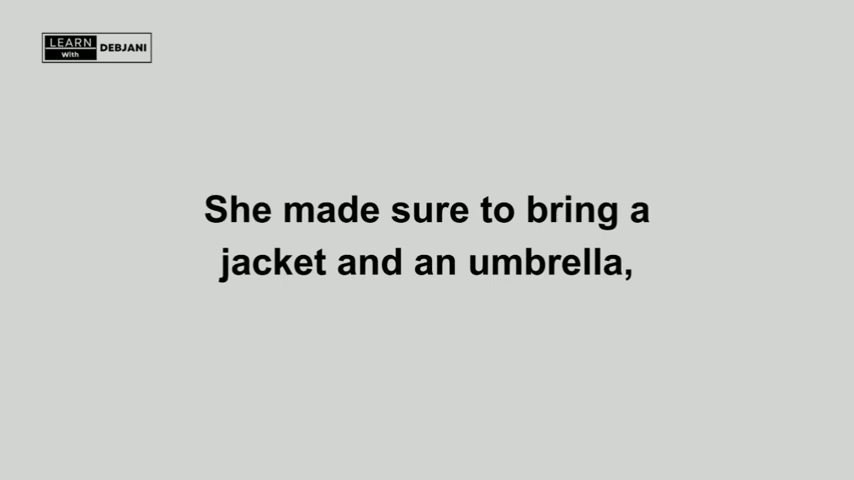 LEARN
With
DEBJANI
She made sure to bring a
jacket and an umbrella,